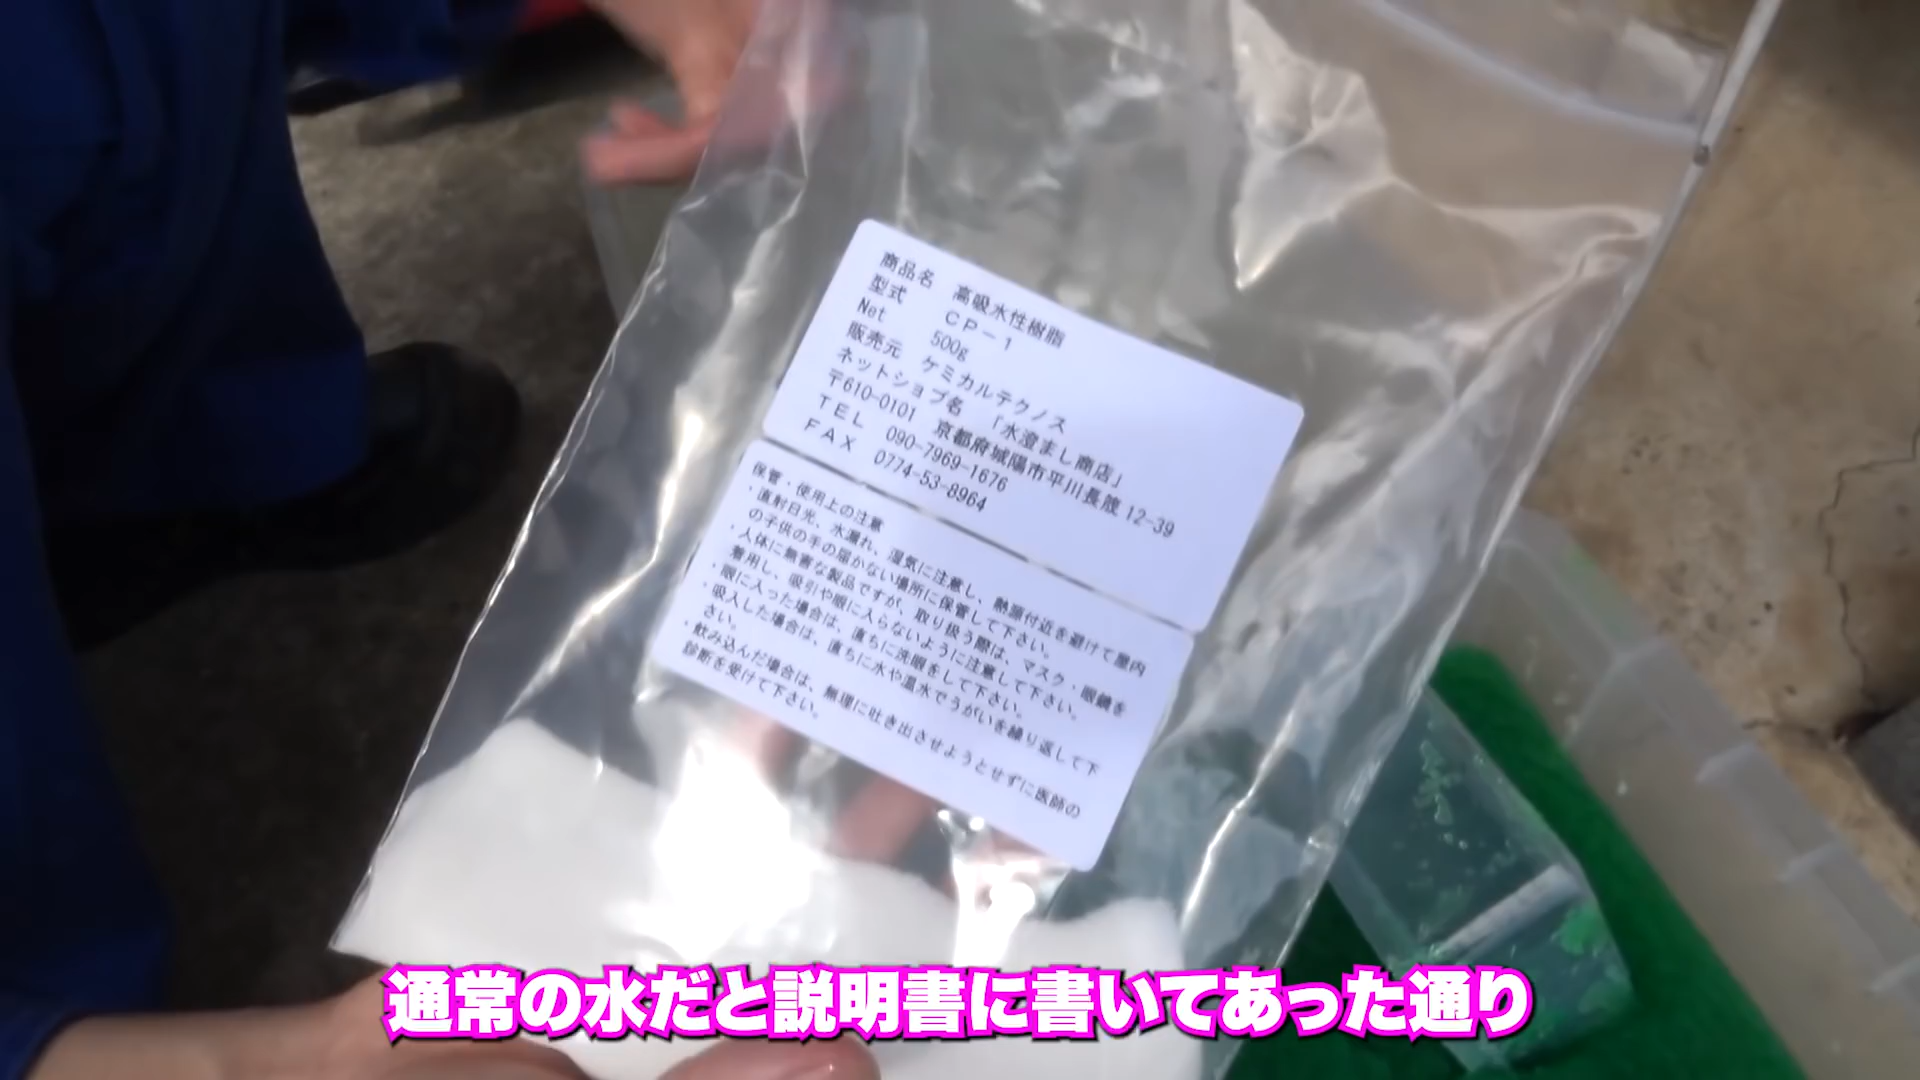 商品名 高吸水性樹脂
型式 CP－1
Net 500g
販売元 ケミカルテクノス
ネットショプ名 「水澄まし商店」
〒610-0101 京都府城陽市平川長筬 12-39
TEL 090-7969-1676
FAX 0774-53-8964
保管・使用上の注意
・直射日光、水濡れ、湿気に注意し、熱源付近を避けて屋内
の子供の手の届かない場所に保管して下さい。
・人体に無害な製品ですが、取り扱う際は、マスク・眼鏡を
着用し、吸引や眼に入らないように注意して下さい。
・眼に入った場合は、直ちに洗眼をして下さい。
・吸入した場合は、直ちに水や温水でうがいを繰り返して下
さい。
・飲み込んだ場合は、無理に吐き出させようとせずに医師の
診断を受けて下さい。
通常の水だと説明書に書いてあった通り